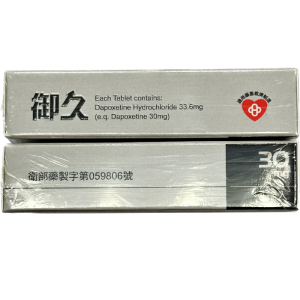 御久
Each Tablet contains:
Dapoxetine Hydrochloride 33.6mg
(e.q. Dapoxetine 30mg)
衛部藥製字第059806號
30